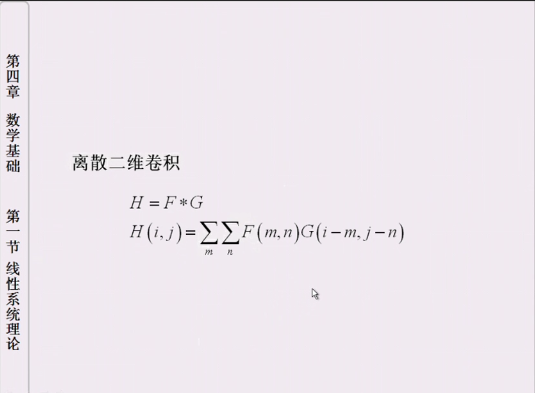 第四章 数学基础 第一节 线性系统理论
离散二维卷积
H = F * G
H(i, j) = ∑∑F(m, n)G(i − m, j − n)
m n